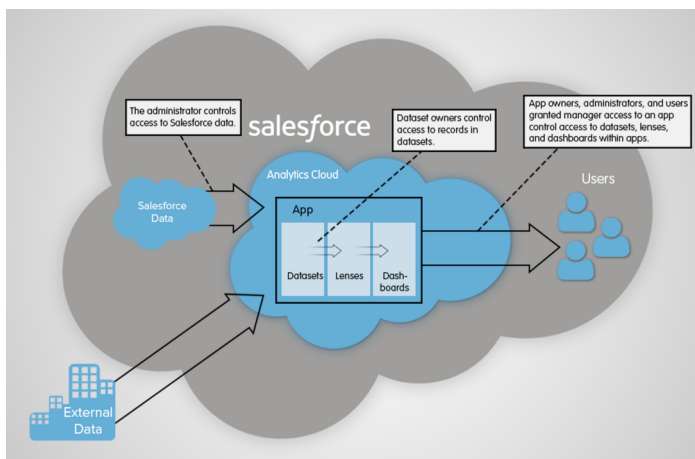 The administrator controls
access to Salesforce data.
salesforce
Dataset owners control
access to records in
datasets.
App owners, administrators, and users
granted manager access to an app
control access to datasets, lenses,
and dashboards within apps.
Analytics Cloud
Users
Salesforce
Data
App
Datasets
Lenses
Dash-
boards
External
Data